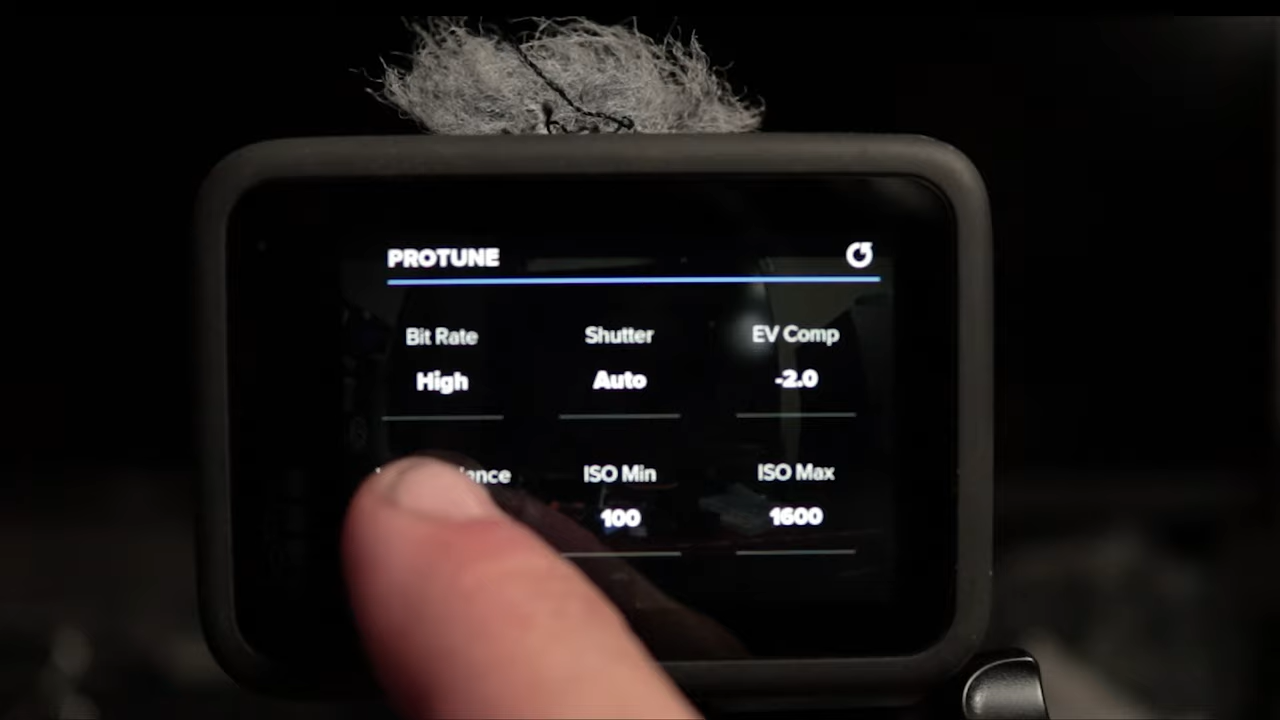 PROTUNE
Bit Rate Shutter EV Comp
High Auto -2.0
ISO Min ISO Max
100 1600